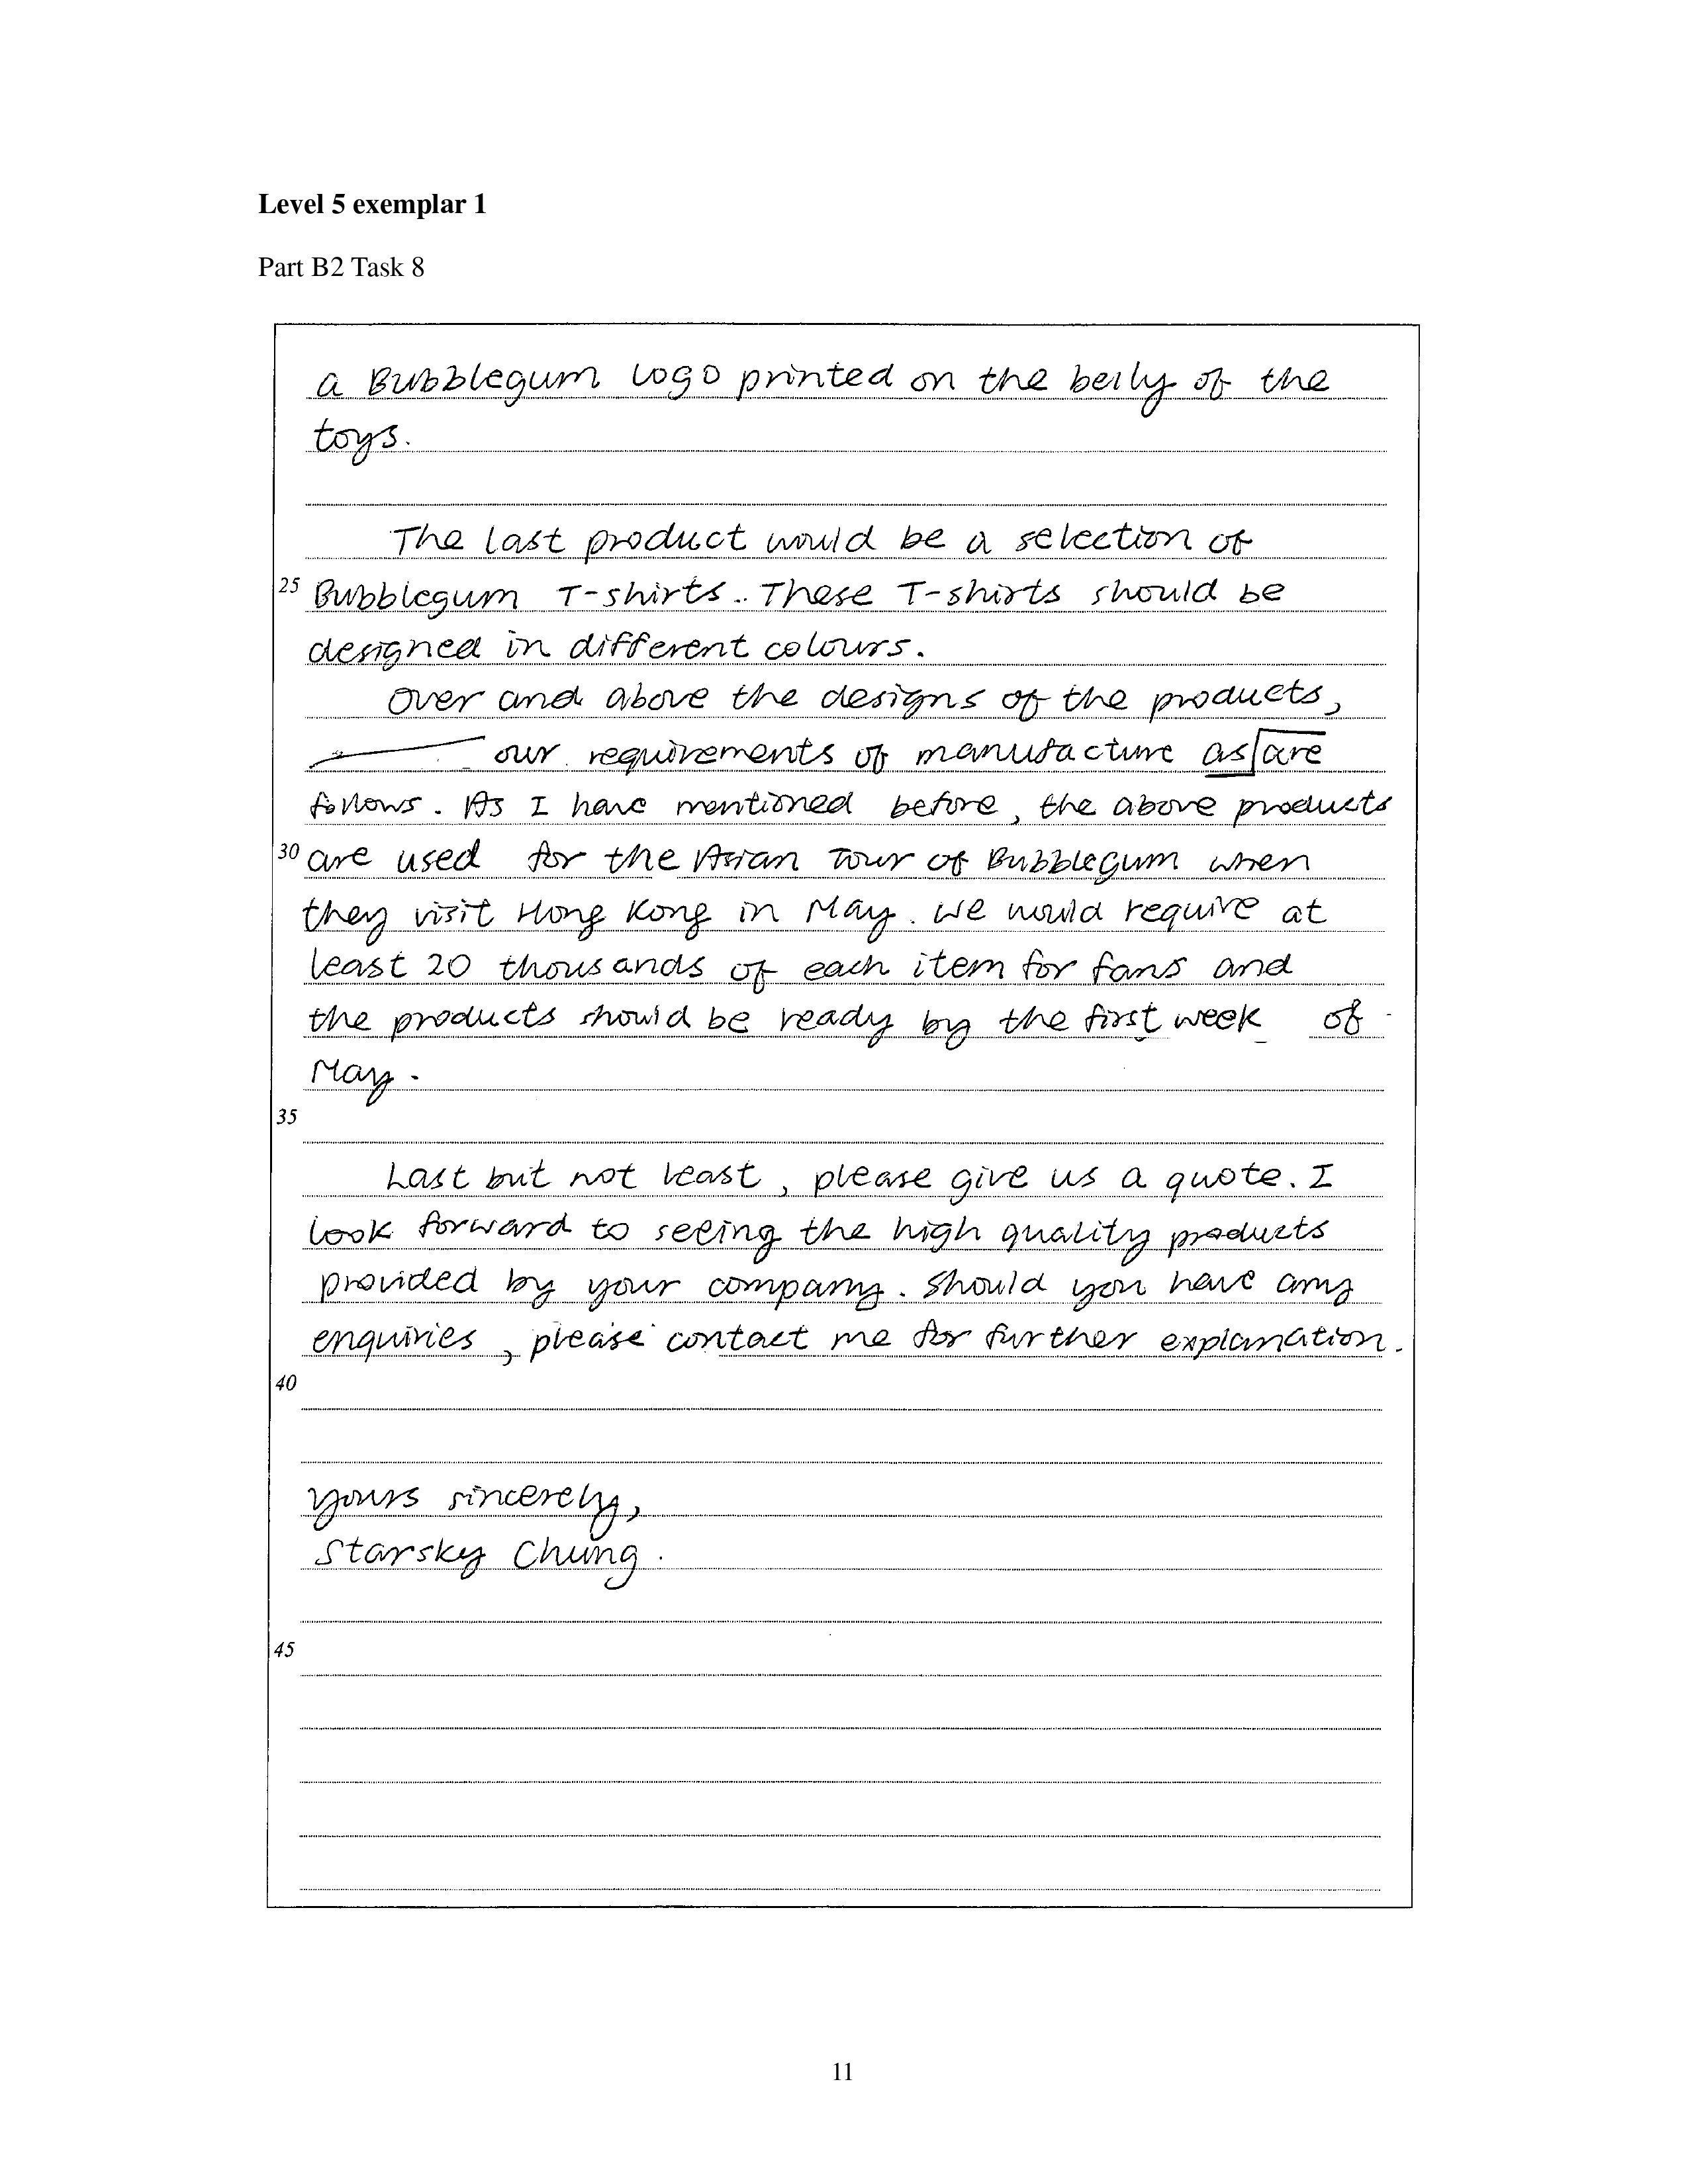 Level 5 exemplar 1
Part B2 Task 8
a Bubblegum logo printed on the belly of the
toys.
The last product would be a selection of
25 Bubblegum T-shirts. These T-shirts should be
designed in different colours.
Over and above the designs of the products,
our requirements of manufacture as are
follows. As I have mentioned before, the above products
30 are used for the Asian Tour of Bubblegum when
they visit Hong Kong in May. We would require at
least 20 thousands of each item for fans and
the products should be ready by the first week of
May.
35
Last but not least, please give us a quote. I
look forward to seeing the high quality products
provided by your company. Should you have any
enquiries, please contact me for further explanation.
40
Yours sincerely,
Starsky Chung.
45
11